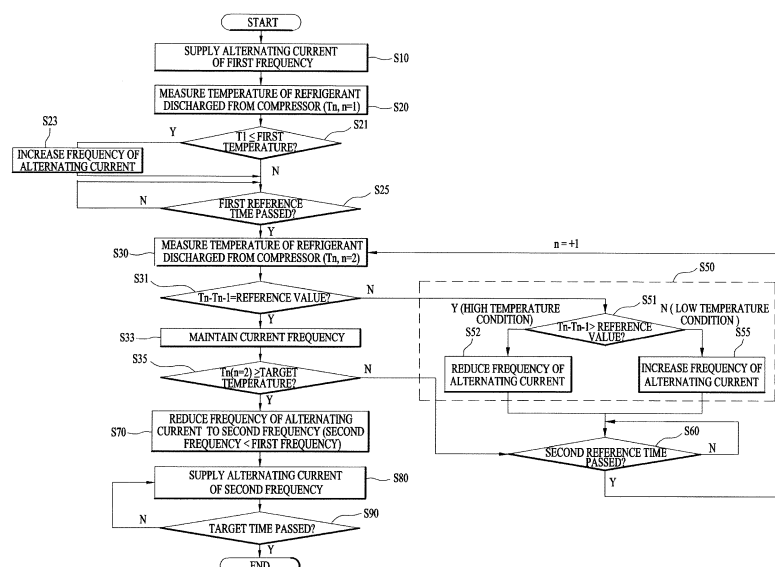 START
SUPPLY ALTERNATING CURRENT
OF FIRST FREQUENCY
S10
MEASURE TEMPERATURE OF REFRIGERANT
DISCHARGED FROM COMPRESSOR (Tn, n=1)
S20
S23
Y
T1 ≤ FIRST
TEMPERATURE?
S21
INCREASE FREQUENCY OF
ALTERNATING CURRENT
N
N
FIRST REFERENCE
TIME PASSED?
S25
Y
S30
MEASURE TEMPERATURE OF REFRIGERANT
DISCHARGED FROM COMPRESSOR (Tn, n=2)
n = +1
S31
Tn-Tn-1=REFERENCE VALUE?
N
Y
S50
Y (HIGH TEMPERATURE
CONDITION)
S51
N ( LOW TEMPERATURE
CONDITION )
Tn-Tn-1> REFERENCE
VALUE?
S52
S55
REDUCE FREQUENCY OF
ALTERNATING CURRENT
INCREASE FREQUENCY OF
ALTERNATING CURRENT
S33
MAINTAIN CURRENT FREQUENCY
S35
Tn(n=2) ≥TARGET
TEMPERATURE?
N
Y
S70
REDUCE FREQUENCY OF ALTERNATING
CURRENT TO SECOND FREQUENCY (SECOND
FREQUENCY < FIRST FREQUENCY)
S60
SECOND REFERENCE TIME
PASSED?
N
Y
SUPPLY ALTERNATING CURRENT
OF SECOND FREQUENCY
S80
N
TARGET TIME PASSED?
S90
Y
END